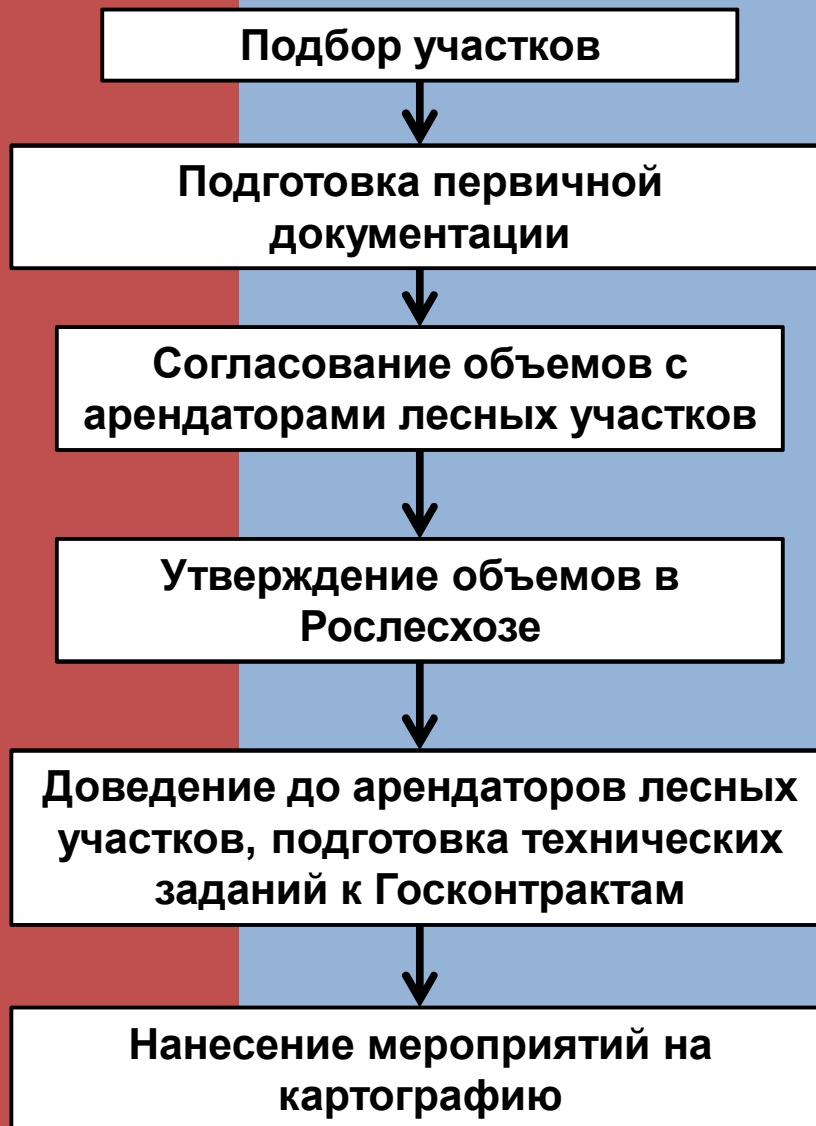 Подбор участков
Подготовка первичной
документации
Согласование объемов с
арендаторами лесных участков
Утверждение объемов в
Рослесхозе
Доведение до арендаторов лесных
участков, подготовка технических
заданий к Госконтрактам
Нанесение мероприятий на
картографию